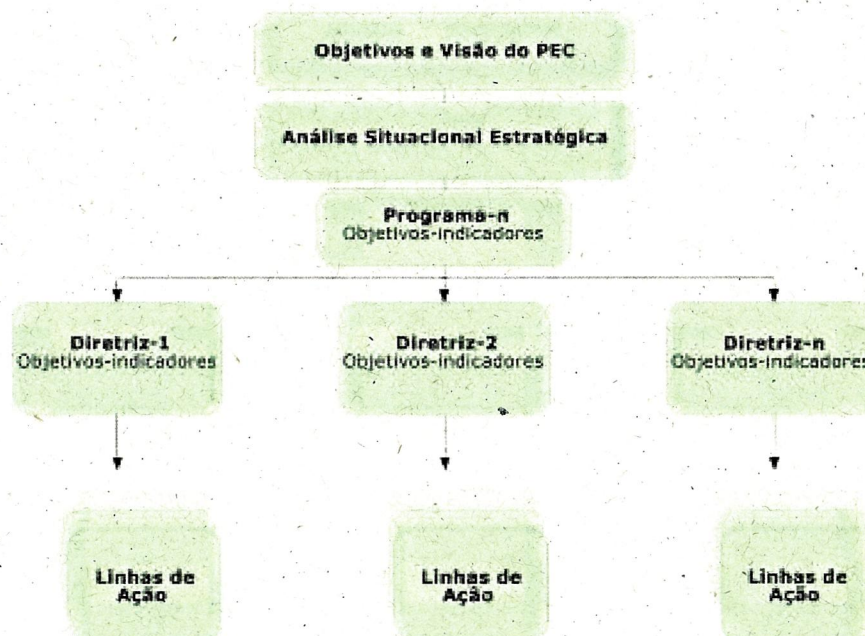 Objetivos e Visão do PEC
Análise Situacional Estratégica
Programa-n
Objetivos-indicadores
Diretriz-1
Objetivos-indicadores
Diretriz-2
Objetivos-indicadores
Diretriz-n
Objetivos-indicadores
Linhas de
Ação
Linhas de
Ação
Linhas de
Ação